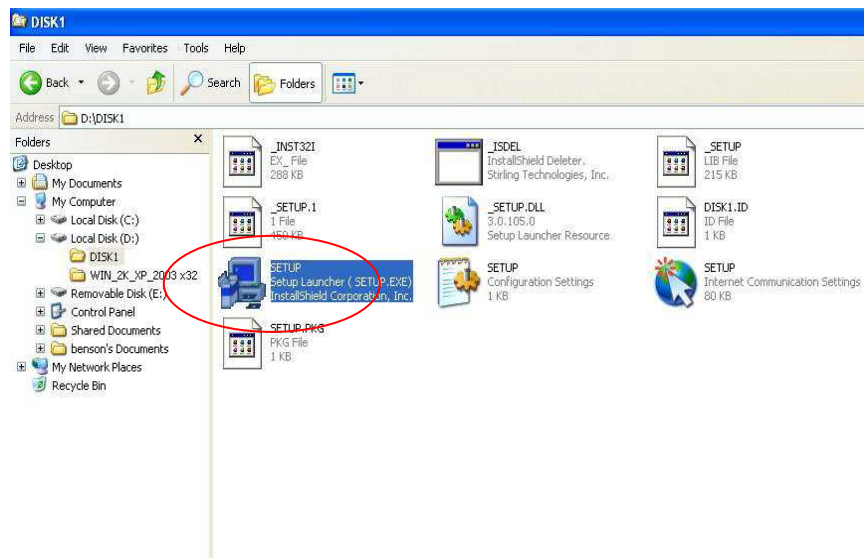 DISK1
File Edit View Favorites Tools Help
Back Search Folders
Address D:\DISK1
Folders
Desktop
My Documents
My Computer
Local Disk (C:)
Local Disk (D:)
DISK1
WIN_2K_XP_2003 x32
Removable Disk (E:)
Control Panel
Shared Documents
benson's Documents
My Network Places
Recycle Bin
_INST32I
EX_ File
288 KB
_ISDEL
InstallShield Deleter.
Stirling Technologies, Inc.
_SETUP
LIB File
215 KB
_SETUP.1
1 File
450 KB
_SETUP.DLL
3.0.105.0
Setup Launcher Resource
DISK1.ID
ID File
1 KB
SETUP
Setup Launcher ( SETUP.EXE)
InstallShield Corporation, Inc.
SETUP
Configuration Settings
1 KB
SETUP
Internet Communication Settings
80 KB
SETUP.PKG
PKG File
1 KB